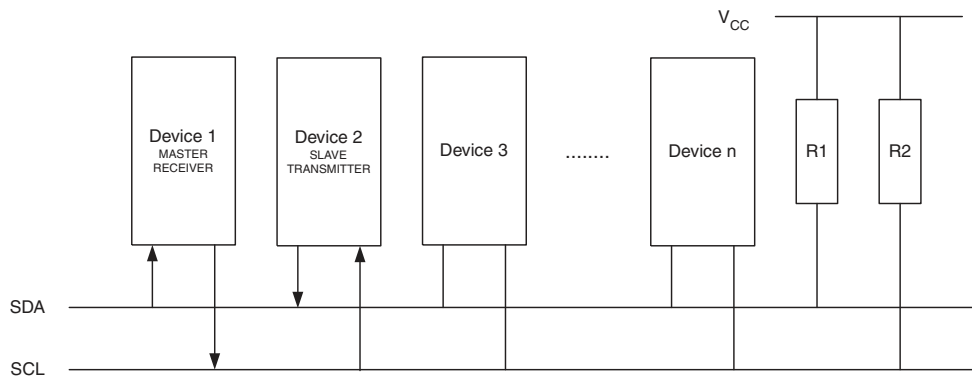 VCC
Device 1
MASTER
RECEIVER
Device 2
SLAVE
TRANSMITTER
Device 3
........
Device n
R1
R2
SDA
SCL